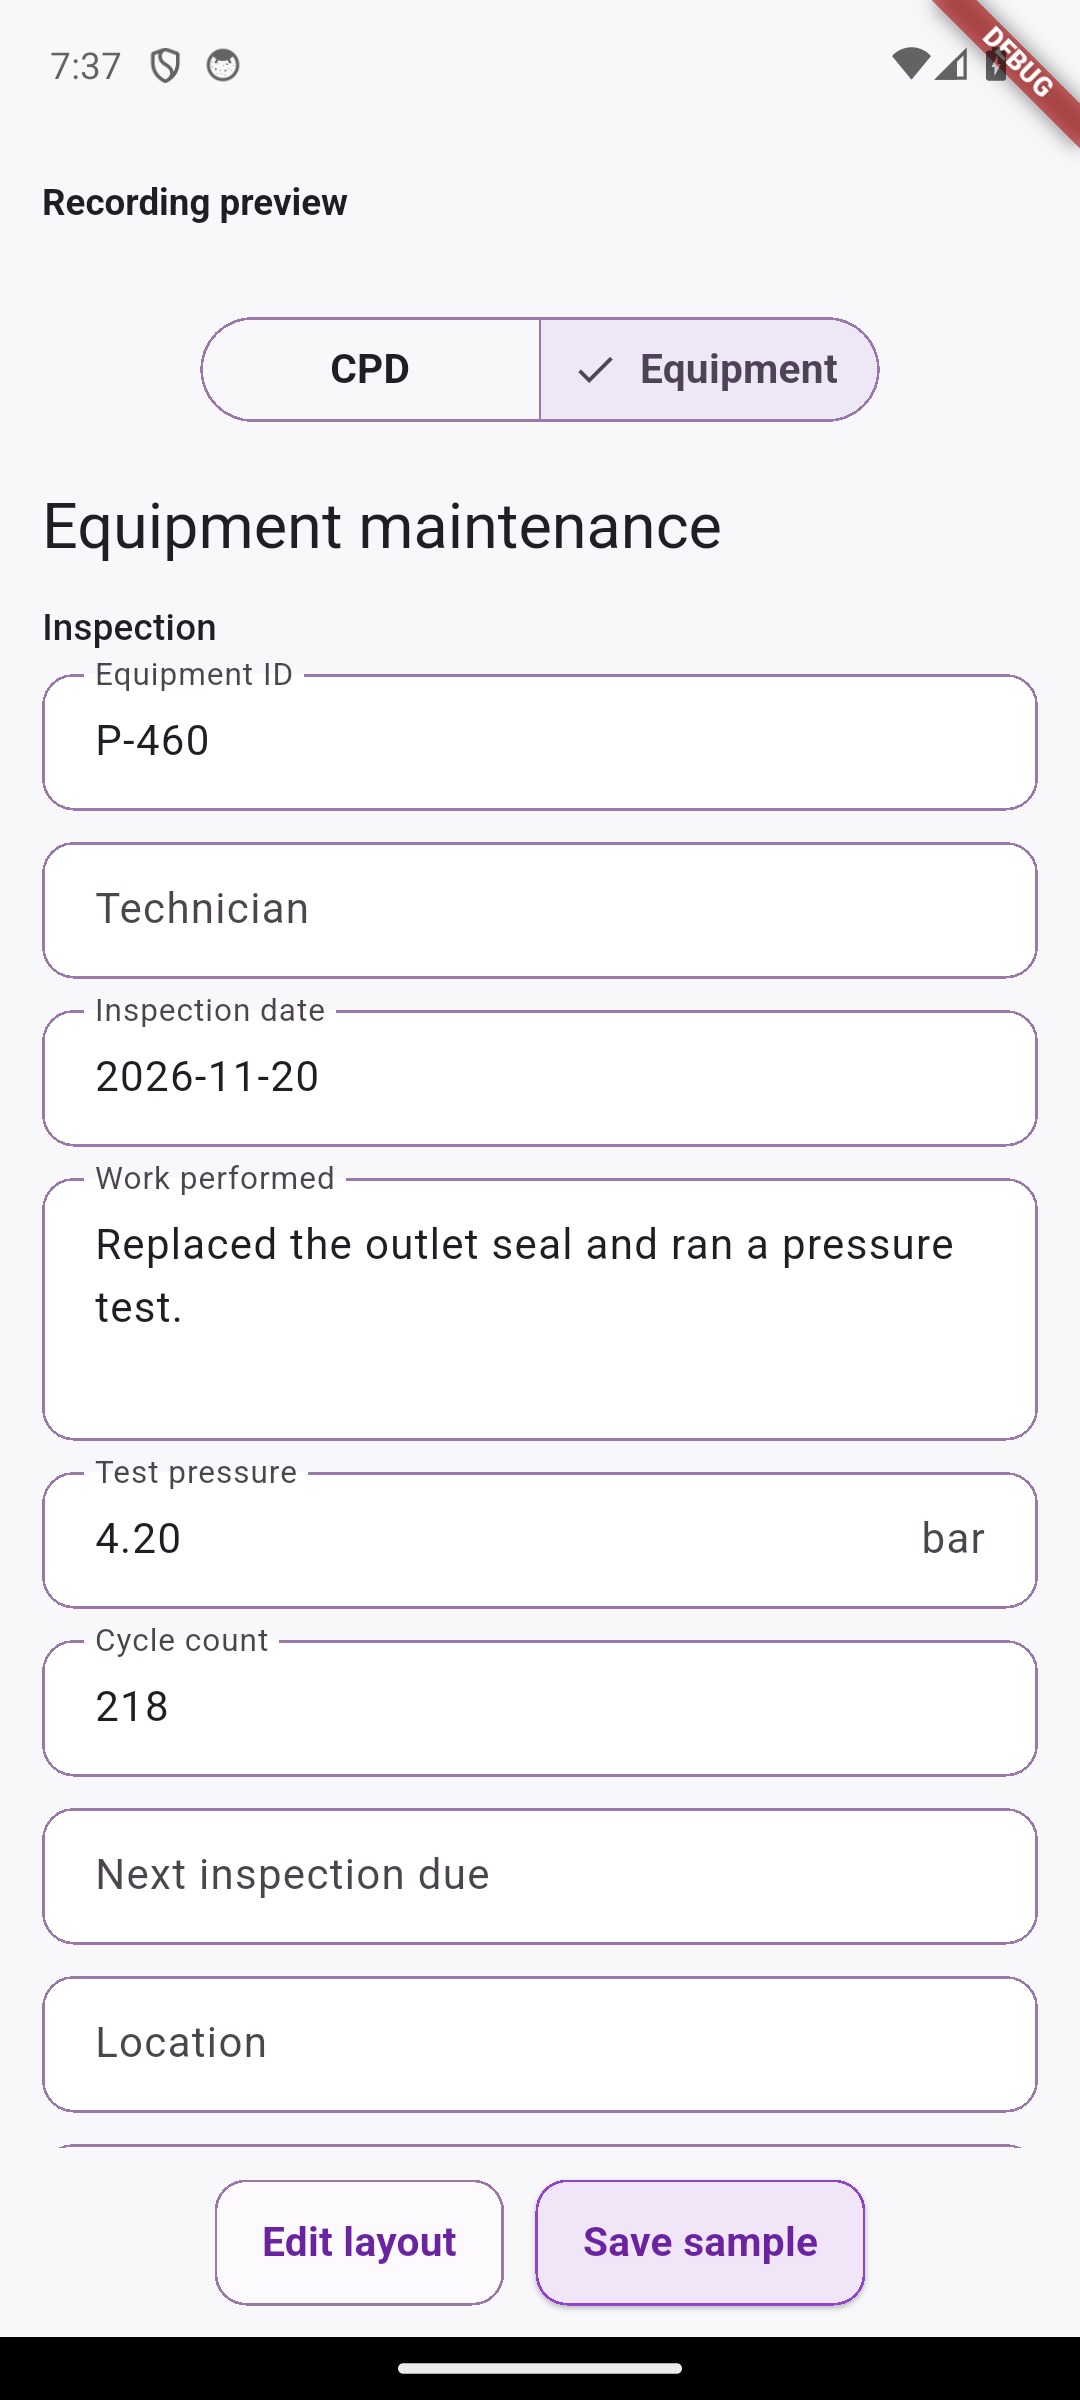 7:37
DEBUG
Recording preview
CPD
Equipment
Equipment maintenance
Inspection
Equipment ID
P-460
Technician
Inspection date
2026-11-20
Work performed
Replaced the outlet seal and ran a pressure
test.
Test pressure
4.20 bar
Cycle count
218
Next inspection due
Location
Edit layout
Save sample